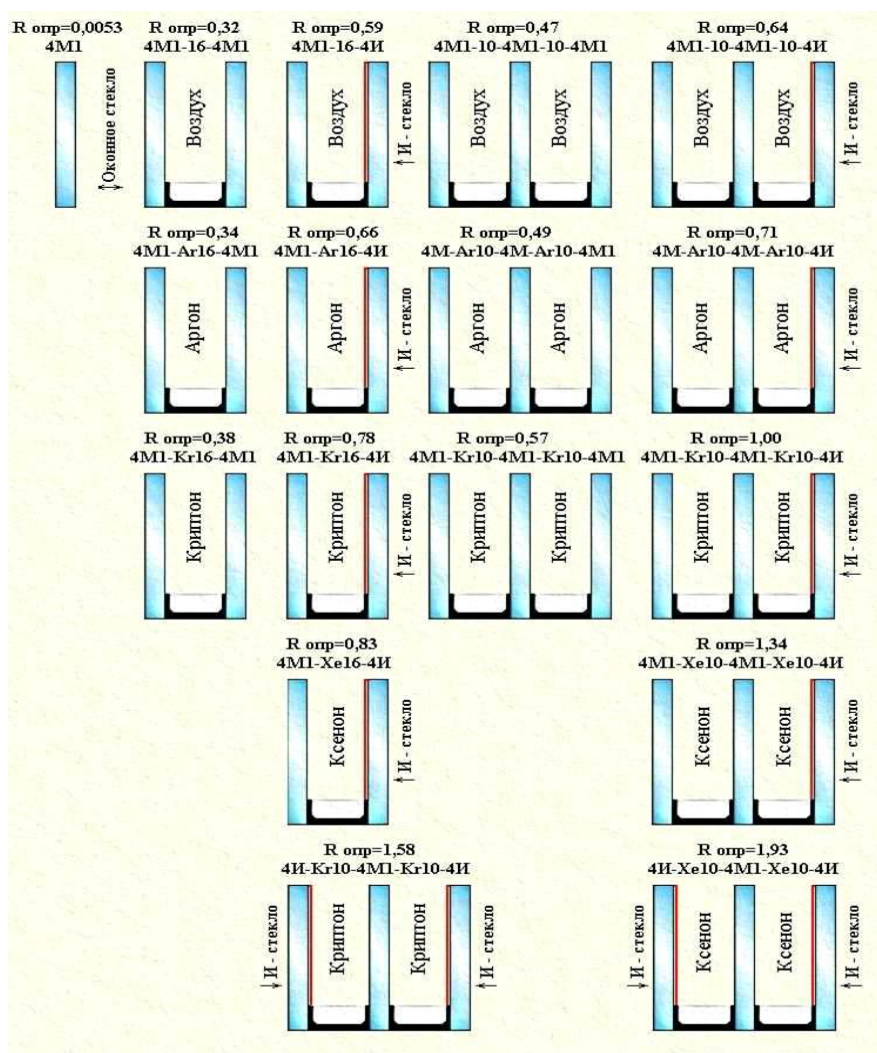 R опр=0,0053
4М1
Оконное стекло
R опр=0,32
4М1-16-4М1
Воздух
R опр=0,59
4М1-16-4И
Воздух
И - стекло
R опр=0,47
4М1-10-4М1-10-4М1
Воздух
Воздух
R опр=0,64
4М1-10-4М1-10-4И
Воздух
Воздух
И - стекло
R опр=0,34
4М1-Ar16-4М1
Аргон
R опр=0,66
4М1-Ar16-4И
Аргон
И - стекло
R опр=0,49
4М-Ar10-4М-Ar10-4М1
Аргон
Аргон
R опр=0,71
4М-Ar10-4М-Ar10-4И
Аргон
Аргон
И - стекло
R опр=0,38
4М1-Kr16-4М1
Криптон
R опр=0,78
4М1-Kr16-4И
Криптон
И - стекло
R опр=0,57
4М1-Kr10-4М1-Kr10-4М1
Криптон
Криптон
R опр=1,00
4М1-Kr10-4М1-Kr10-4И
Криптон
Криптон
И - стекло
R опр=0,83
4М1-Xe16-4И
Ксенон
И - стекло
R опр=1,34
4М1-Xe10-4М1-Xe10-4И
Ксенон
Ксенон
И - стекло
R опр=1,58
4И-Kr10-4М1-Kr10-4И
И - стекло
Криптон
Криптон
И - стекло
R опр=1,93
4И-Xe10-4М1-Xe10-4И
И - стекло
Ксенон
Ксенон
И - стекло